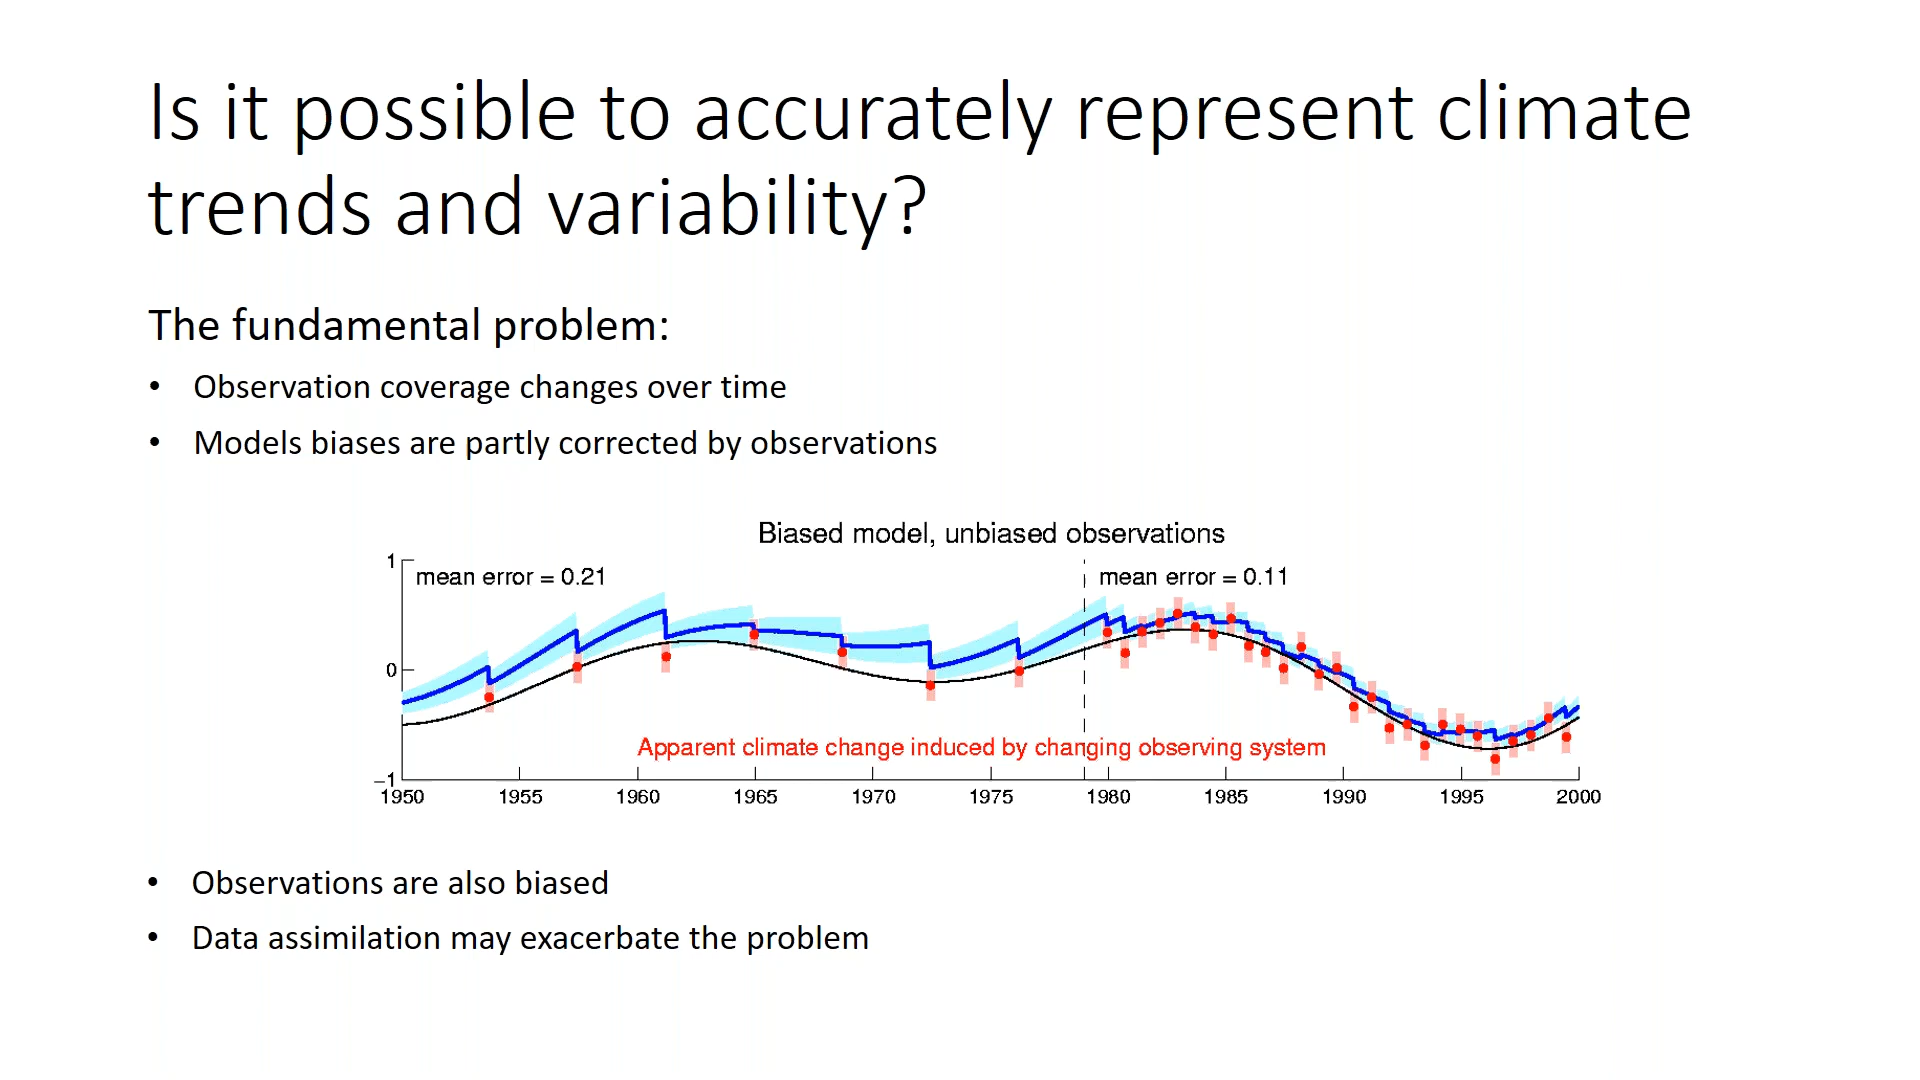 Is it possible to accurately represent climate
trends and variability?
The fundamental problem:
• Observation coverage changes over time
• Models biases are partly corrected by observations
Biased model, unbiased observations
1
mean error = 0.21
mean error = 0.11
0
Apparent climate change induced by changing observing system
−1
1950 1955 1960 1965 1970 1975 1980 1985 1990 1995 2000
• Observations are also biased
• Data assimilation may exacerbate the problem